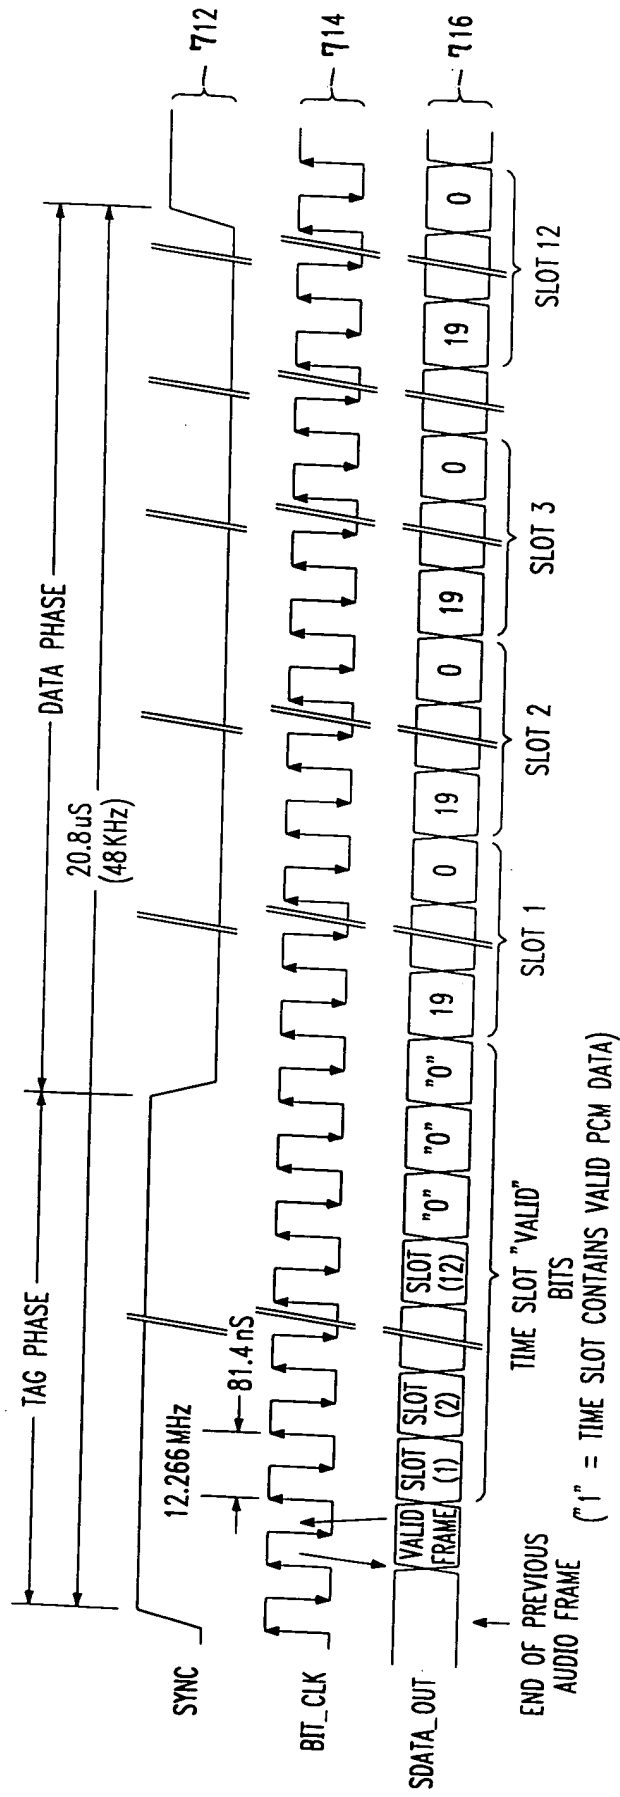 TAG PHASE
DATA PHASE
20.8uS
(48KHz)
SYNC
712
12.266MHz
81.4nS
BIT_CLK
714
SDATA_OUT
VALID
FRAME
SLOT
(1)
SLOT
(2)
SLOT
(12)
"0"
"0"
"0"
19
0
19
0
19
0
19
0
716
END OF PREVIOUS
AUDIO FRAME
TIME SLOT "VALID"
BITS
("1" = TIME SLOT CONTAINS VALID PCM DATA)
SLOT 1
SLOT 2
SLOT 3
SLOT 12